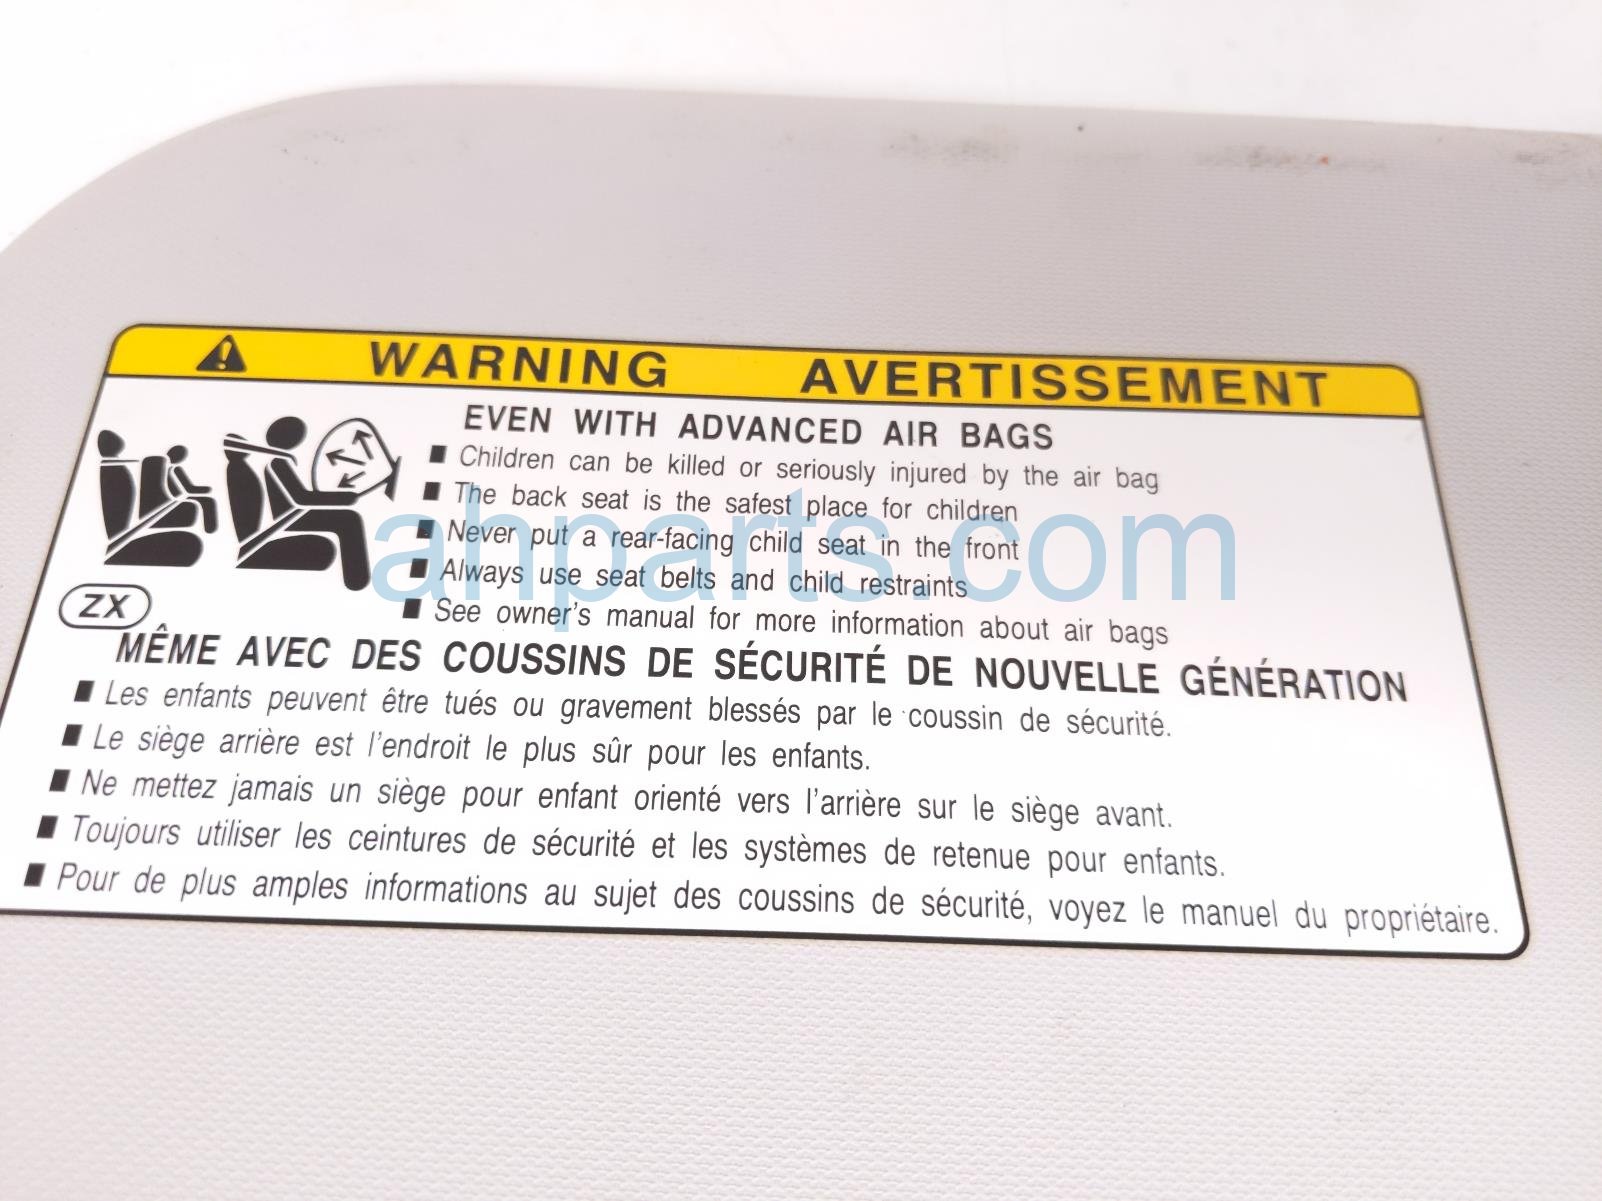 WARNING AVERTISSEMENT
EVEN WITH ADVANCED AIR BAGS
■ Children can be killed or seriously injured by the air bag
■ The back seat is the safest place for children
■ Never put a rear-facing child seat in the front
■ Always use seat belts and child restraints
■ See owner's manual for more information about air bags
ZX
MÊME AVEC DES COUSSINS DE SÉCURITÉ DE NOUVELLE GÉNÉRATION
■ Les enfants peuvent être tués ou gravement blessés par le coussin de sécurité.
■ Le siège arrière est l'endroit le plus sûr pour les enfants.
■ Ne mettez jamais un siège pour enfant orienté vers l'arrière sur le siège avant.
■ Toujours utiliser les ceintures de sécurité et les systèmes de retenue pour enfants.
■ Pour de plus amples informations au sujet des coussins de sécurité, voyez le manuel du propriétaire.
ahparts.com